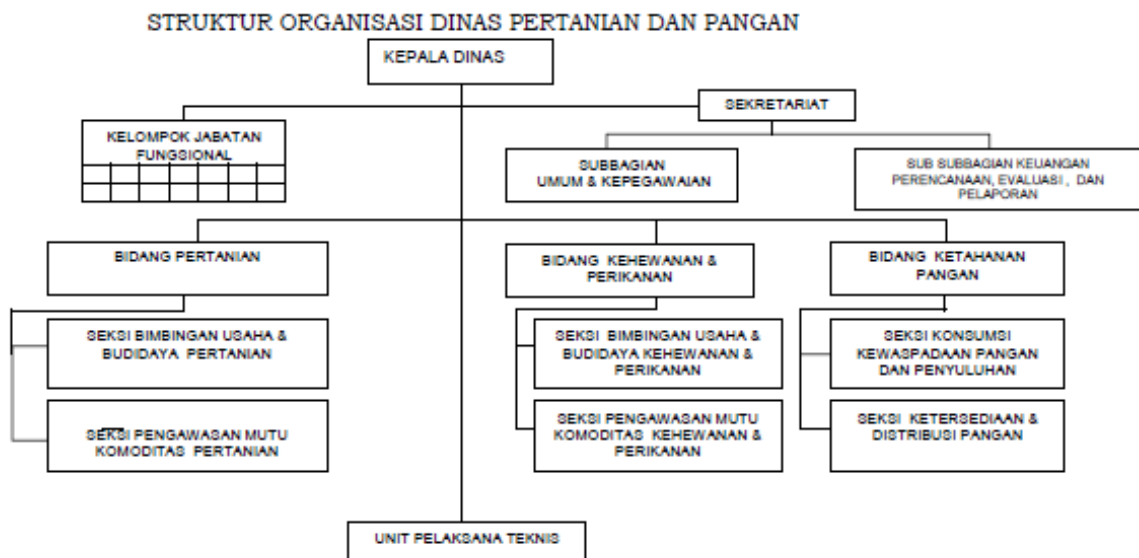 STRUKTUR ORGANISASI DINAS PERTANIAN DAN PANGAN
KEPALA DINAS
SEKRETARIAT
KELOMPOK JABATAN
FUNGSIONAL
SUBBAGIAN
UMUM & KEPEGAWAIAN
SUB SUBBAGIAN KEUANGAN
PERENCANAAN, EVALUASI , DAN
PELAPORAN
BIDANG PERTANIAN
BIDANG KEHEWANAN &
PERIKANAN
BIDANG KETAHANAN
PANGAN
SEKSI BIMBINGAN USAHA &
BUDIDAYA PERTANIAN
SEKSI BIMBINGAN USAHA &
BUDIDAYA KEHEWANAN &
PERIKANAN
SEKSI KONSUMSI
KEWASPADAAN PANGAN
DAN PENYULUHAN
SEKSI PENGAWASAN MUTU
KOMODITAS PERTANIAN
SEKSI PENGAWASAN MUTU
KOMODITAS KEHEWANAN &
PERIKANAN
SEKSI KETERSEDIAAN &
DISTRIBUSI PANGAN
UNIT PELAKSANA TEKNIS